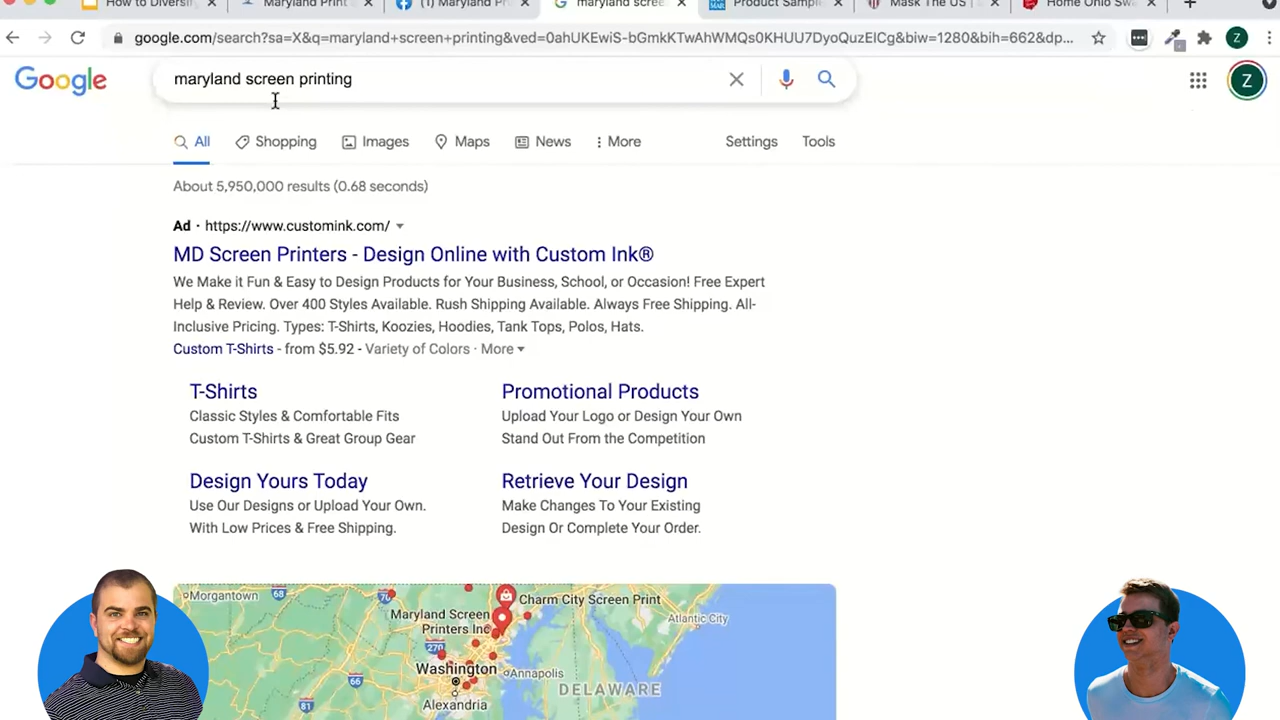 How to Diversif
Maryland Print
(1) Maryland Pr
maryland scree
Product Sampl
Mask The US |
Home Ohio Swa
google.com/search?sa=X&q=maryland+screen+printing&ved=0ahUKEwiS-bGmkKTwAhWMQs0KHUU7DyoQuzEICg&biw=1280&bih=662&dp...
Z
Google
maryland screen printing
Z
All
Shopping
Images
Maps
News
More
Settings
Tools
About 5,950,000 results (0.68 seconds)
Ad · https://www.customink.com/
MD Screen Printers - Design Online with Custom Ink®
We Make it Fun & Easy to Design Products for Your Business, School, or Occasion! Free Expert
Help & Review. Over 400 Styles Available. Rush Shipping Available. Always Free Shipping. All-
Inclusive Pricing. Types: T-Shirts, Koozies, Hoodies, Tank Tops, Polos, Hats.
Custom T-Shirts - from $5.92 - Variety of Colors · More
T-Shirts
Classic Styles & Comfortable Fits
Custom T-Shirts & Great Group Gear
Promotional Products
Upload Your Logo or Design Your Own
Stand Out From the Competition
Design Yours Today
Use Our Designs or Upload Your Own.
With Low Prices & Free Shipping.
Retrieve Your Design
Make Changes To Your Existing
Design Or Complete Your Order.
Morgantown
68
70
Charm City Screen Print
Maryland Screen
Printers Inc
Atlantic City
270
Washington
Annapolis
66
DELAWARE
Alexandria